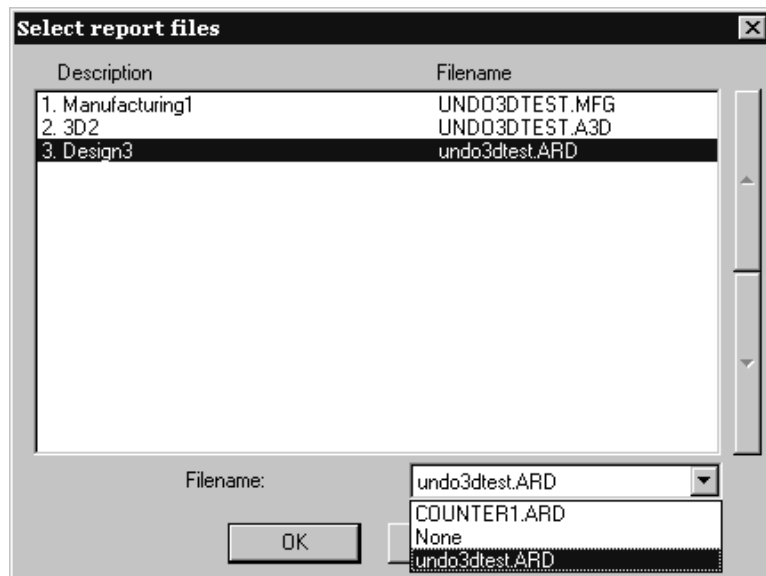 Select report files
Description Filename
1. Manufacturing1 UNDO3DTEST.MFG
2. 3D2 UNDO3DTEST.A3D
3. Design3 undo3dtest.ARD
Filename: undo3dtest.ARD
COUNTER1.ARD
OK None
undo3dtest.ARD